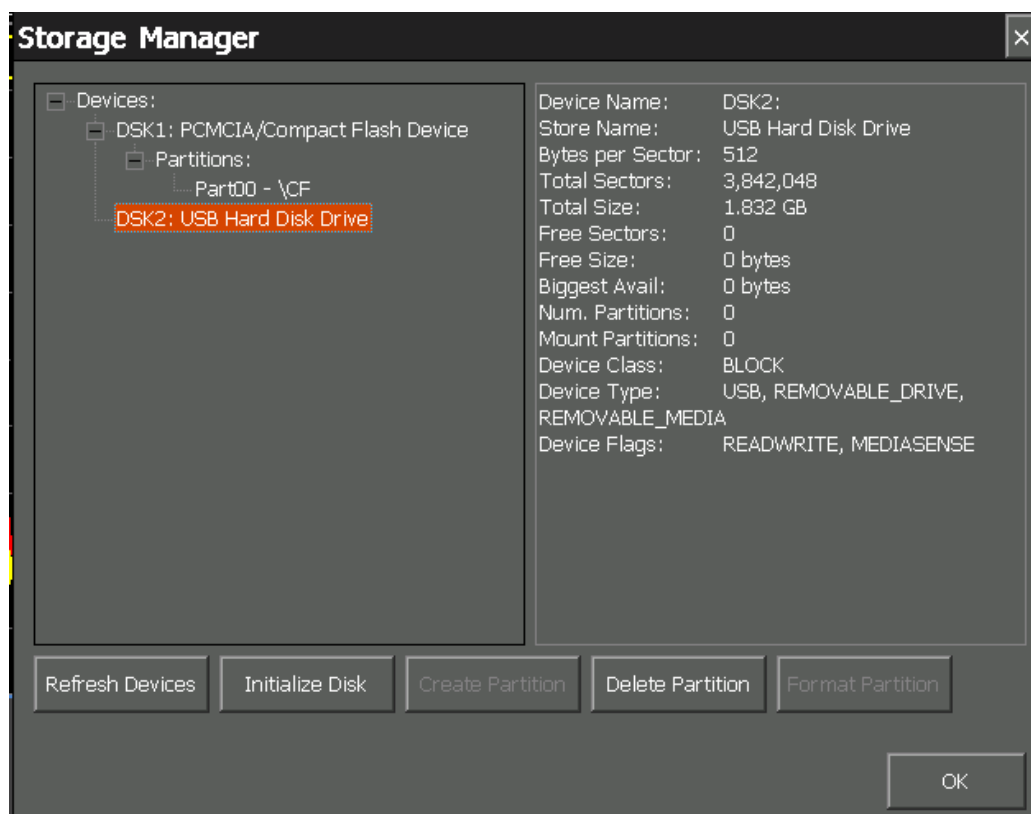 Storage Manager
Devices:
DSK1: PCMCIA/Compact Flash Device
Partitions:
Part00 - \CF
DSK2: USB Hard Disk Drive
Device Name: DSK2:
Store Name: USB Hard Disk Drive
Bytes per Sector: 512
Total Sectors: 3,842,048
Total Size: 1.832 GB
Free Sectors: 0
Free Size: 0 bytes
Biggest Avail: 0 bytes
Num. Partitions: 0
Mount Partitions: 0
Device Class: BLOCK
Device Type: USB, REMOVABLE_DRIVE,
REMOVABLE_MEDIA
Device Flags: READWRITE, MEDIASENSE
Refresh Devices
Initialize Disk
Create Partition
Delete Partition
Format Partition
OK